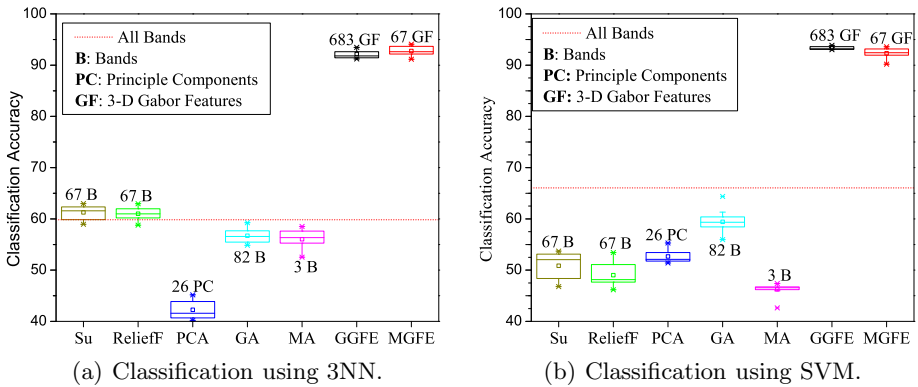 100
90
80
70
60
50
40
Classification Accuracy
All Bands
B: Bands
PC: Principle Components
GF: 3-D Gabor Features
683 GF
67 GF
67 B
67 B
26 PC
82 B
3 B
Su ReliefF PCA GA MA GGFE MGFE
(a) Classification using 3NN.
100
90
80
70
60
50
40
Classification Accuracy
All Bands
B: Bands
PC: Principle Components
GF: 3-D Gabor Features
683 GF
67 GF
67 B
67 B
26 PC
82 B
3 B
Su ReliefF PCA GA MA GGFE MGFE
(b) Classification using SVM.